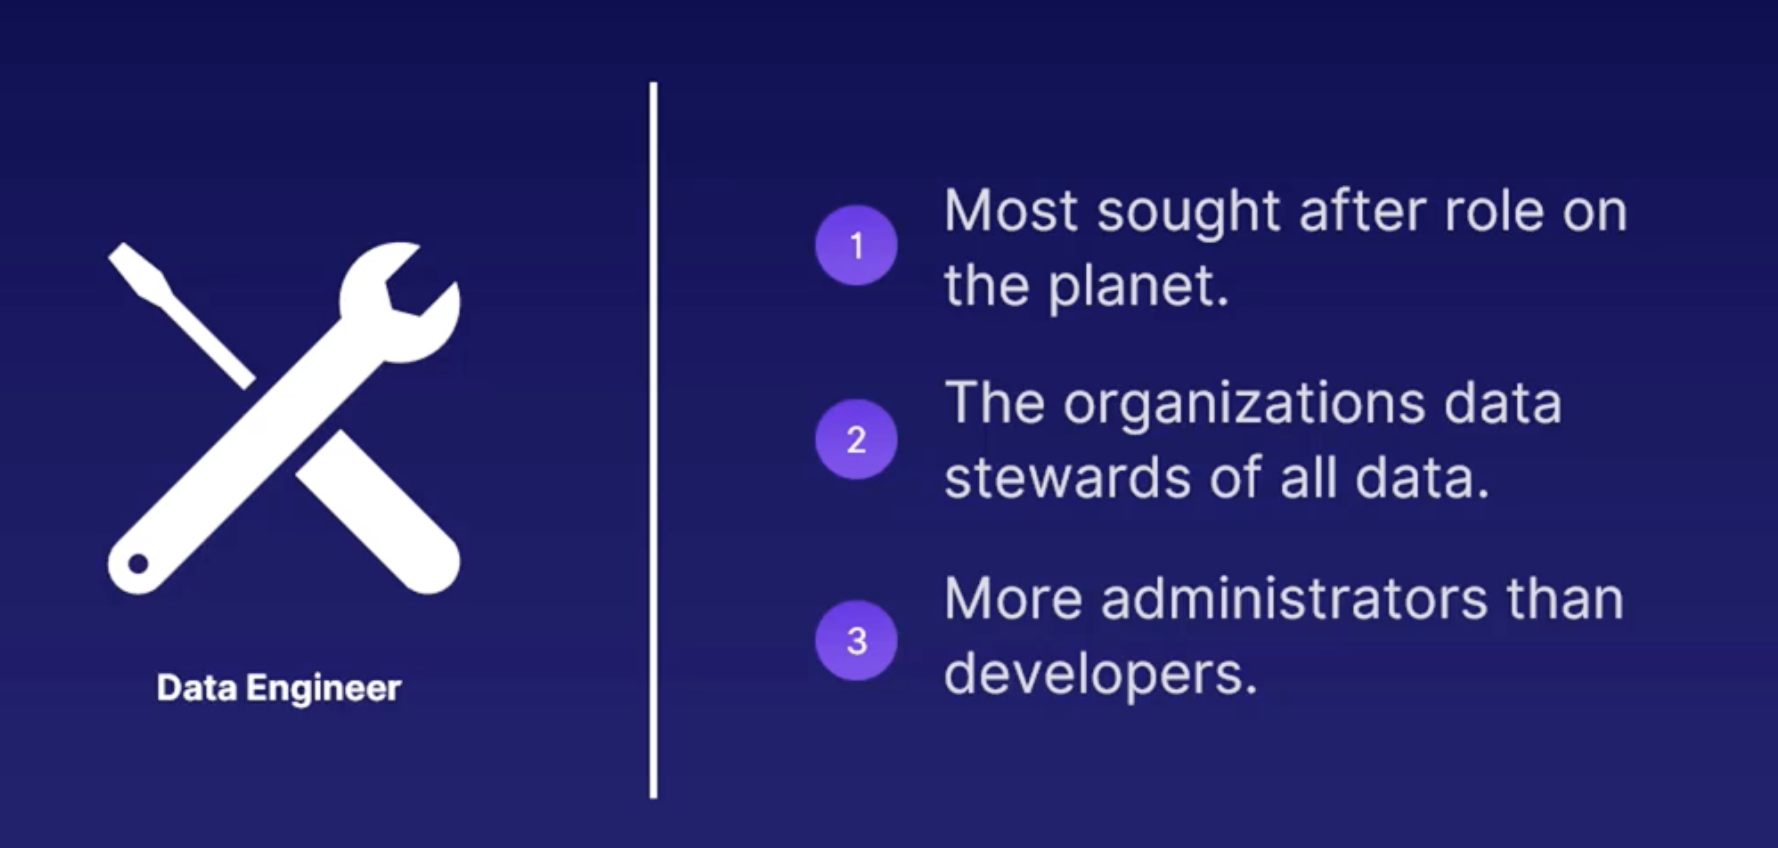 Data Engineer
1
Most sought after role on
the planet.
2
The organizations data
stewards of all data.
3
More administrators than
developers.